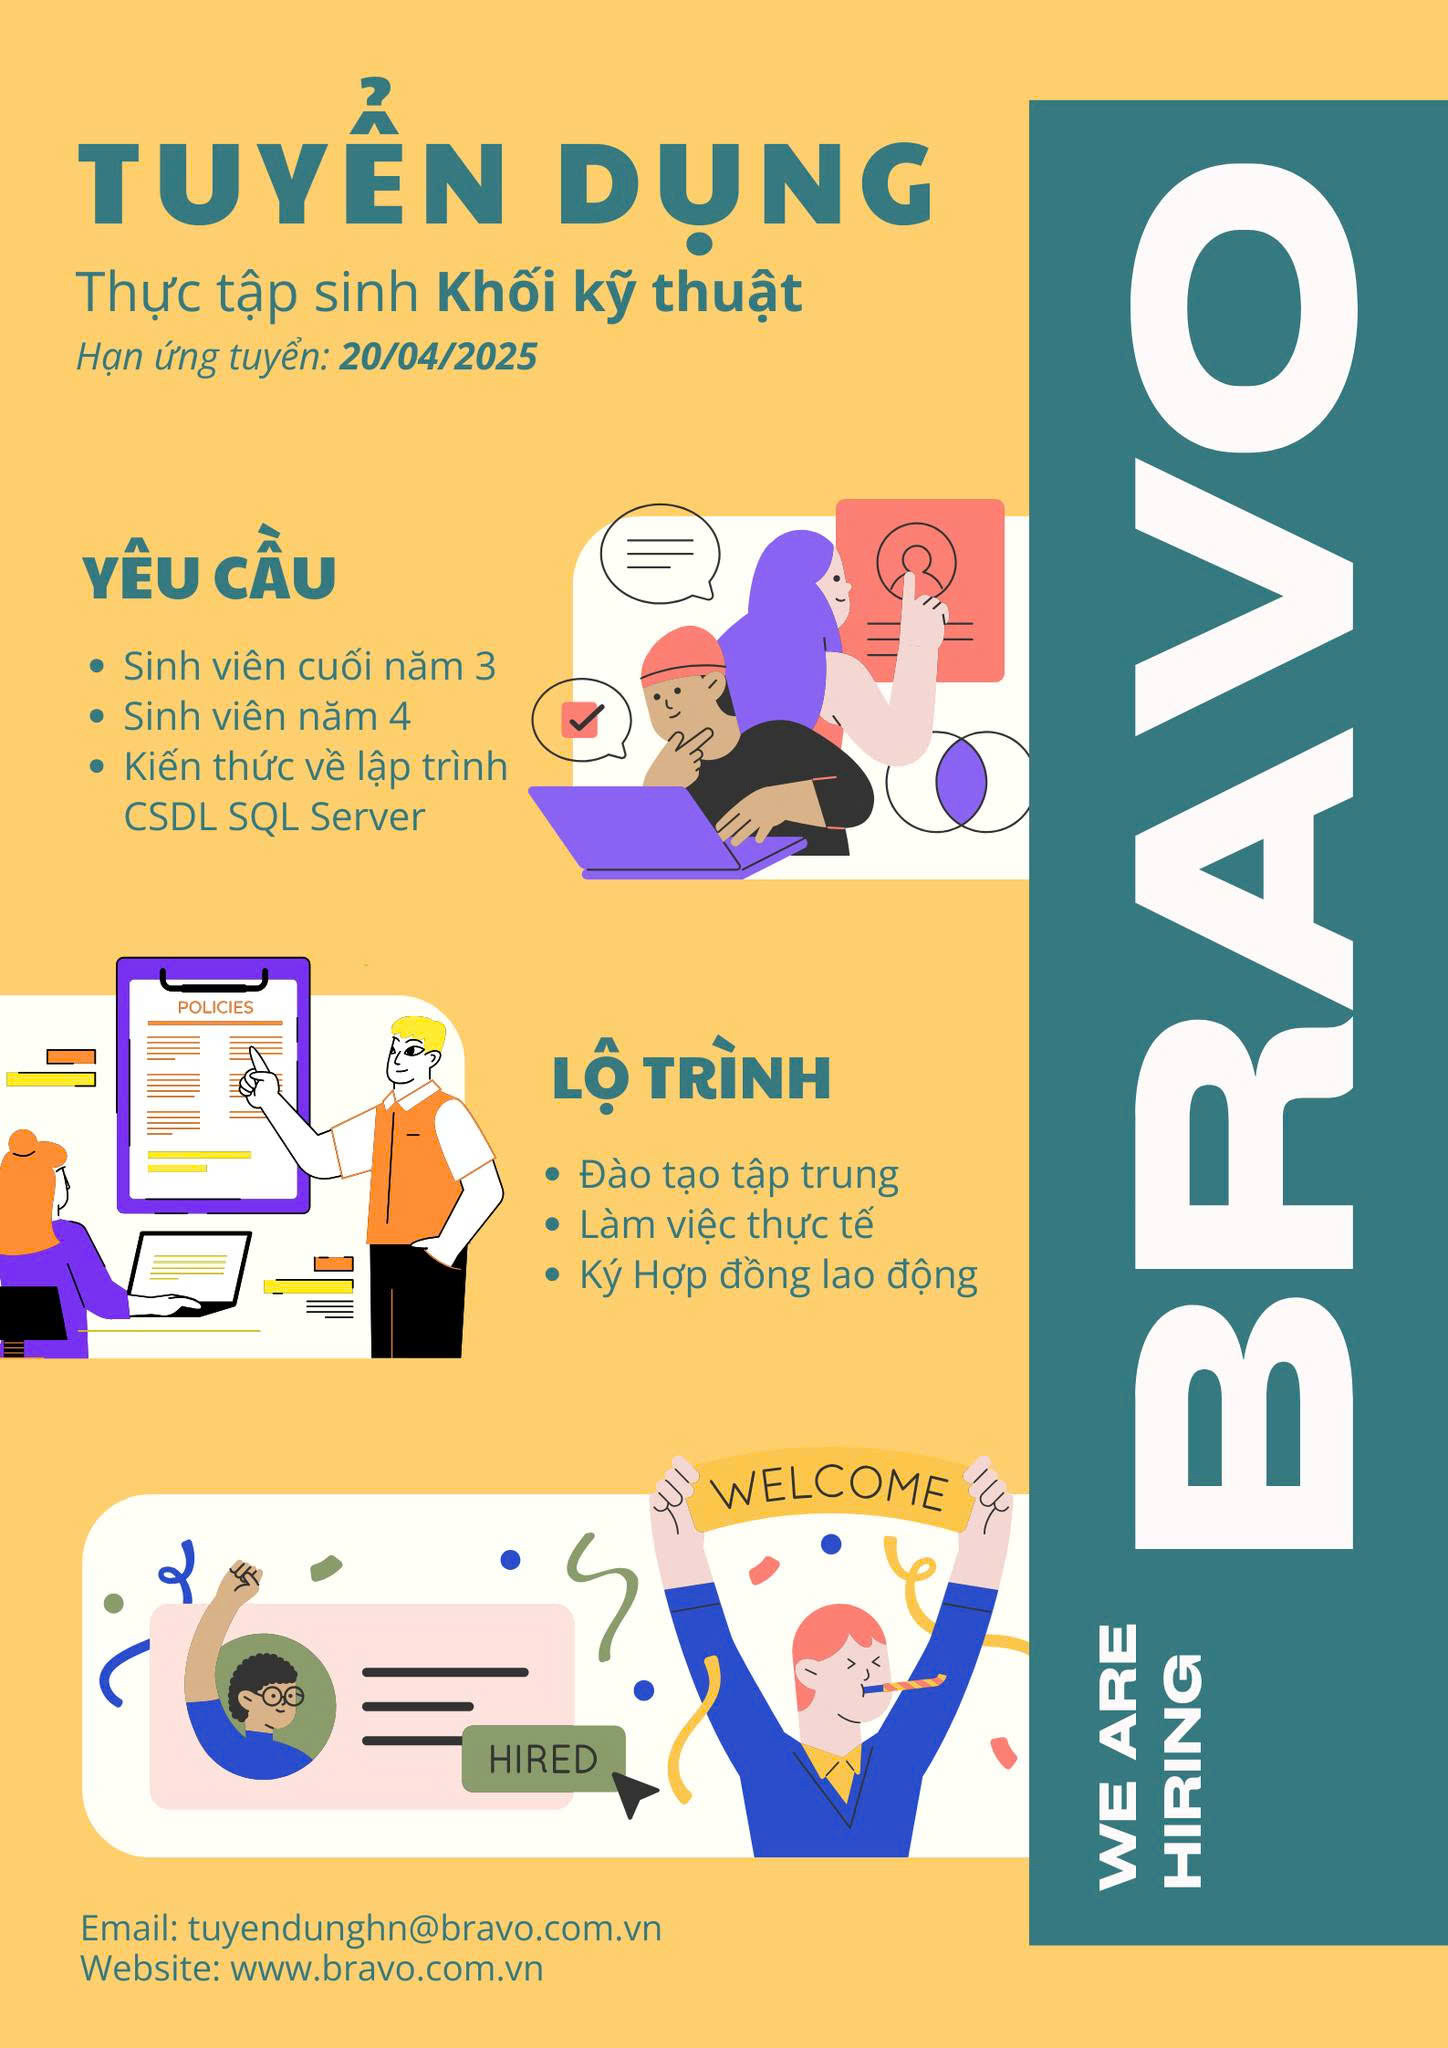 TUYỂN DỤNG
Thực tập sinh Khối kỹ thuật
Hạn ứng tuyển: 20/04/2025
YÊU CẦU
Sinh viên cuối năm 3
Sinh viên năm 4
Kiến thức về lập trình
CSDL SQL Server
POLICIES
LỘ TRÌNH
Đào tạo tập trung
Làm việc thực tế
Ký Hợp đồng lao động
WELCOME
HIRED
Email: tuyendunghn@bravo.com.vn
Website: www.bravo.com.vn
BRAVO
WE ARE
HIRING